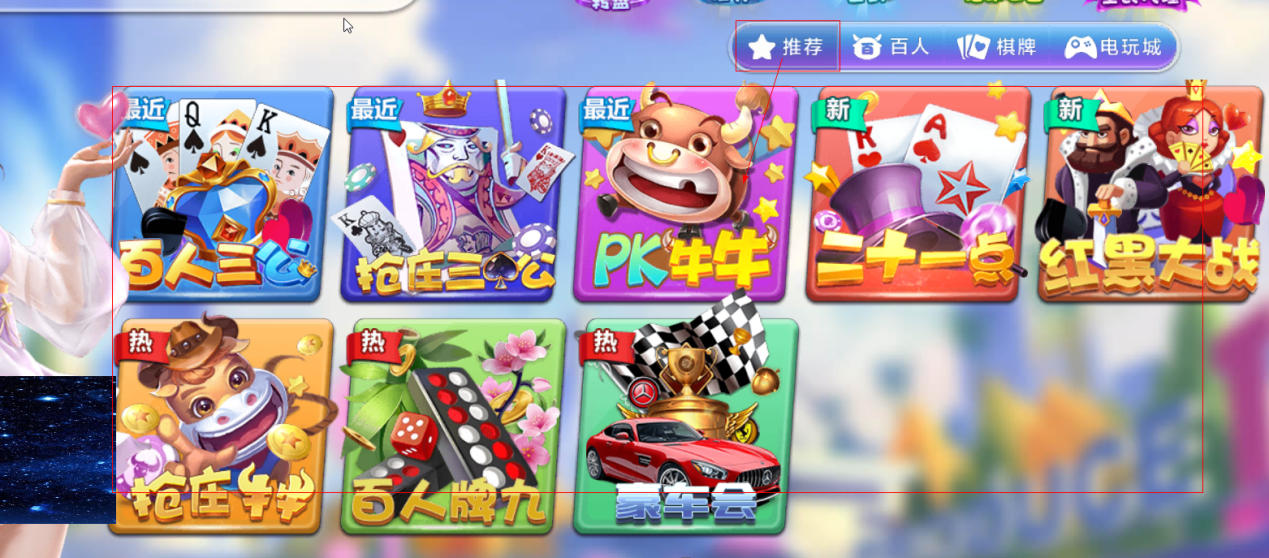 转盘
推荐 百人 棋牌 电玩城
最近 最近 最近 新 新
Q K K K A
百人三公 抢庄三公 PK牛牛 二十一点 红黑大战
热 热 热
抢庄牛牛 百人牌九 豪车会